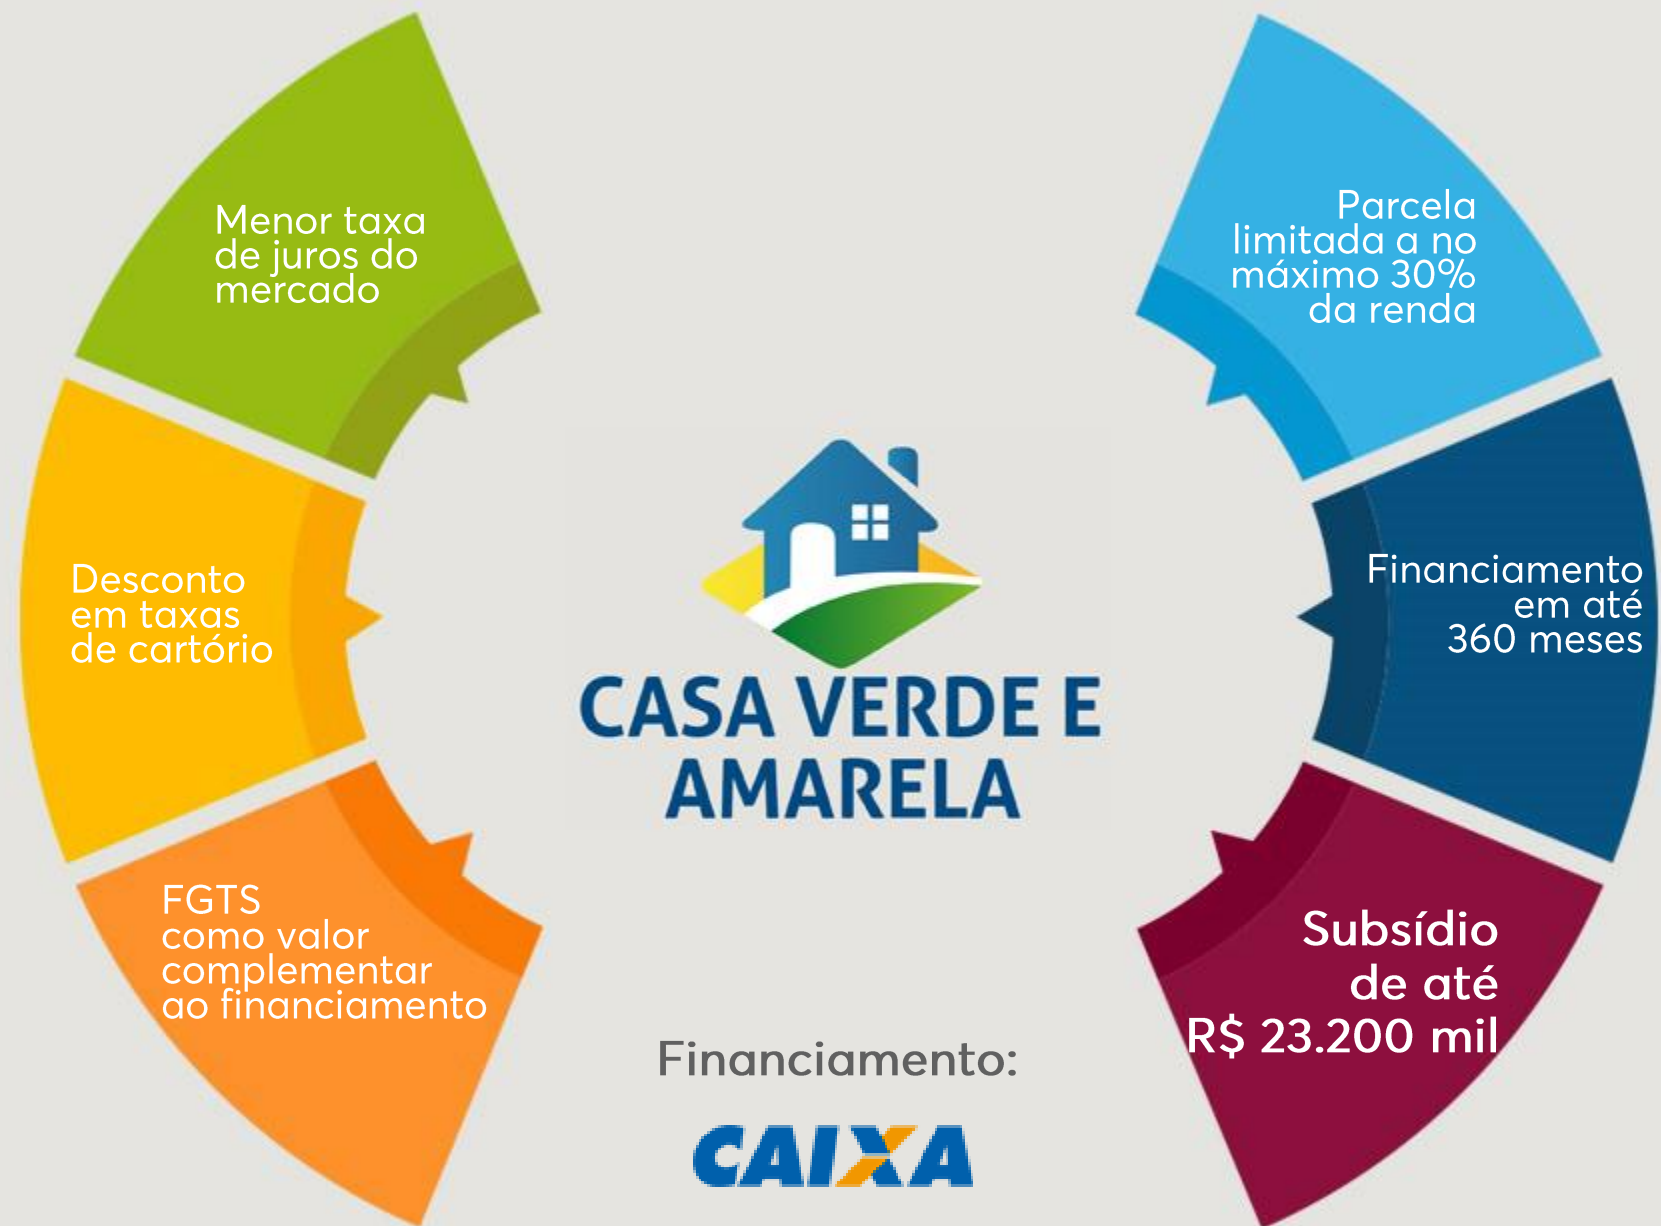 Menor taxa
de juros do
mercado
Desconto
em taxas
de cartório
FGTS
como valor
complementar
ao financiamento
CASA VERDE E
AMARELA
Financiamento:
CAIXA
Parcela
limitada a no
máximo 30%
da renda
Financiamento
em até
360 meses
Subsídio
de até
R$ 23.200 mil